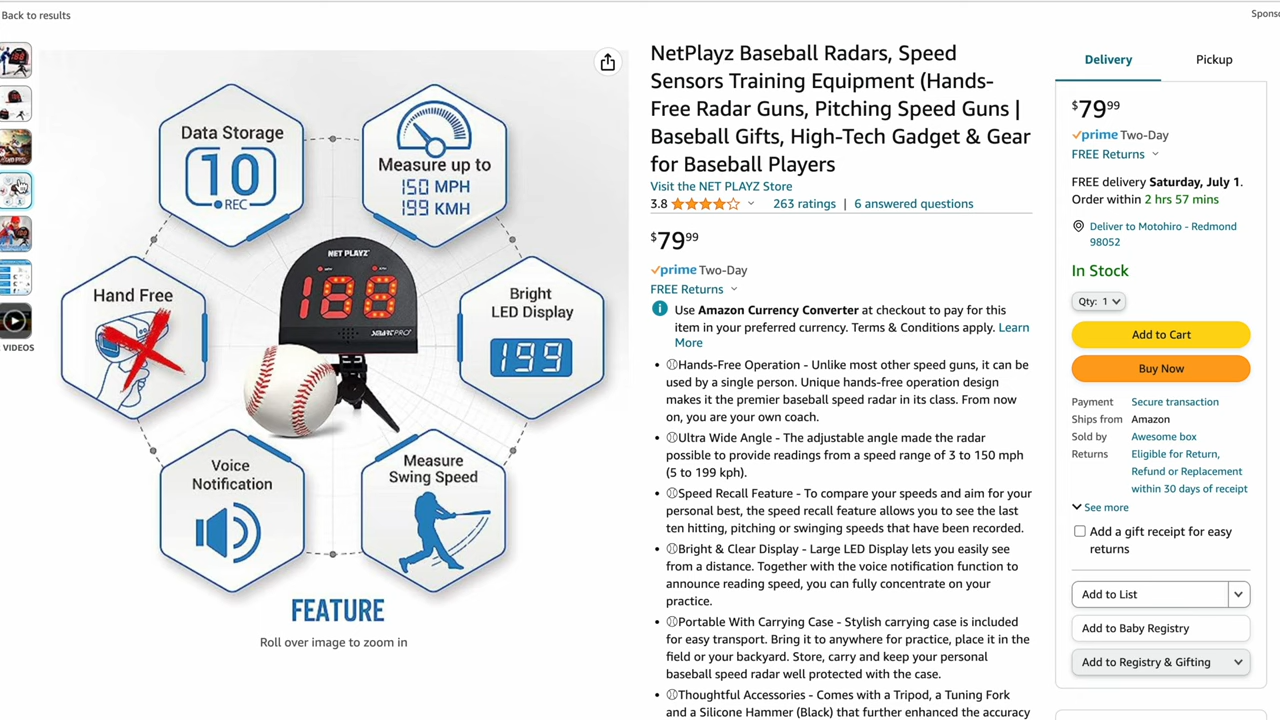 Back to results
Sponso
Data Storage
10
REC
Measure up to
150 MPH
199 KMH
Hand Free
NET PLAYZ
188
SMART PRO
Bright
LED Display
199
Voice
Notification
Measure
Swing Speed
FEATURE
Roll over image to zoom in
VIDEOS
NetPlayz Baseball Radars, Speed
Sensors Training Equipment (Hands-
Free Radar Guns, Pitching Speed Guns |
Baseball Gifts, High-Tech Gadget & Gear
for Baseball Players
Visit the NET PLAYZ Store
3.8 263 ratings | 6 answered questions
$79 99
prime Two-Day
FREE Returns
Use Amazon Currency Converter at checkout to pay for this
item in your preferred currency. Terms & Conditions apply. Learn
More
• Hands-Free Operation - Unlike most other speed guns, it can be
used by a single person. Unique hands-free operation design
makes it the premier baseball speed radar in its class. From now
on, you are your own coach.
• Ultra Wide Angle - The adjustable angle made the radar
possible to provide readings from a speed range of 3 to 150 mph
(5 to 199 kph).
• Speed Recall Feature - To compare your speeds and aim for your
personal best, the speed recall feature allows you to see the last
ten hitting, pitching or swinging speeds that have been recorded.
• Bright & Clear Display - Large LED Display lets you easily see
from a distance. Together with the voice notification function to
announce reading speed, you can fully concentrate on your
practice.
• Portable With Carrying Case - Stylish carrying case is included
for easy transport. Bring it to anywhere for practice, place it in the
field or your backyard. Store, carry and keep your personal
baseball speed radar well protected with the case.
• Thoughtful Accessories - Comes with a Tripod, a Tuning Fork
and a Silicone Hammer (Black) that further enhanced the accuracy
Delivery Pickup
$79 99
prime Two-Day
FREE Returns
FREE delivery Saturday, July 1.
Order within 2 hrs 57 mins
Deliver to Motohiro - Redmond
98052
In Stock
Qty: 1
Add to Cart
Buy Now
Payment Secure transaction
Ships from Amazon
Sold by Awesome box
Returns Eligible for Return,
Refund or Replacement
within 30 days of receipt
See more
Add a gift receipt for easy
returns
Add to List
Add to Baby Registry
Add to Registry & Gifting